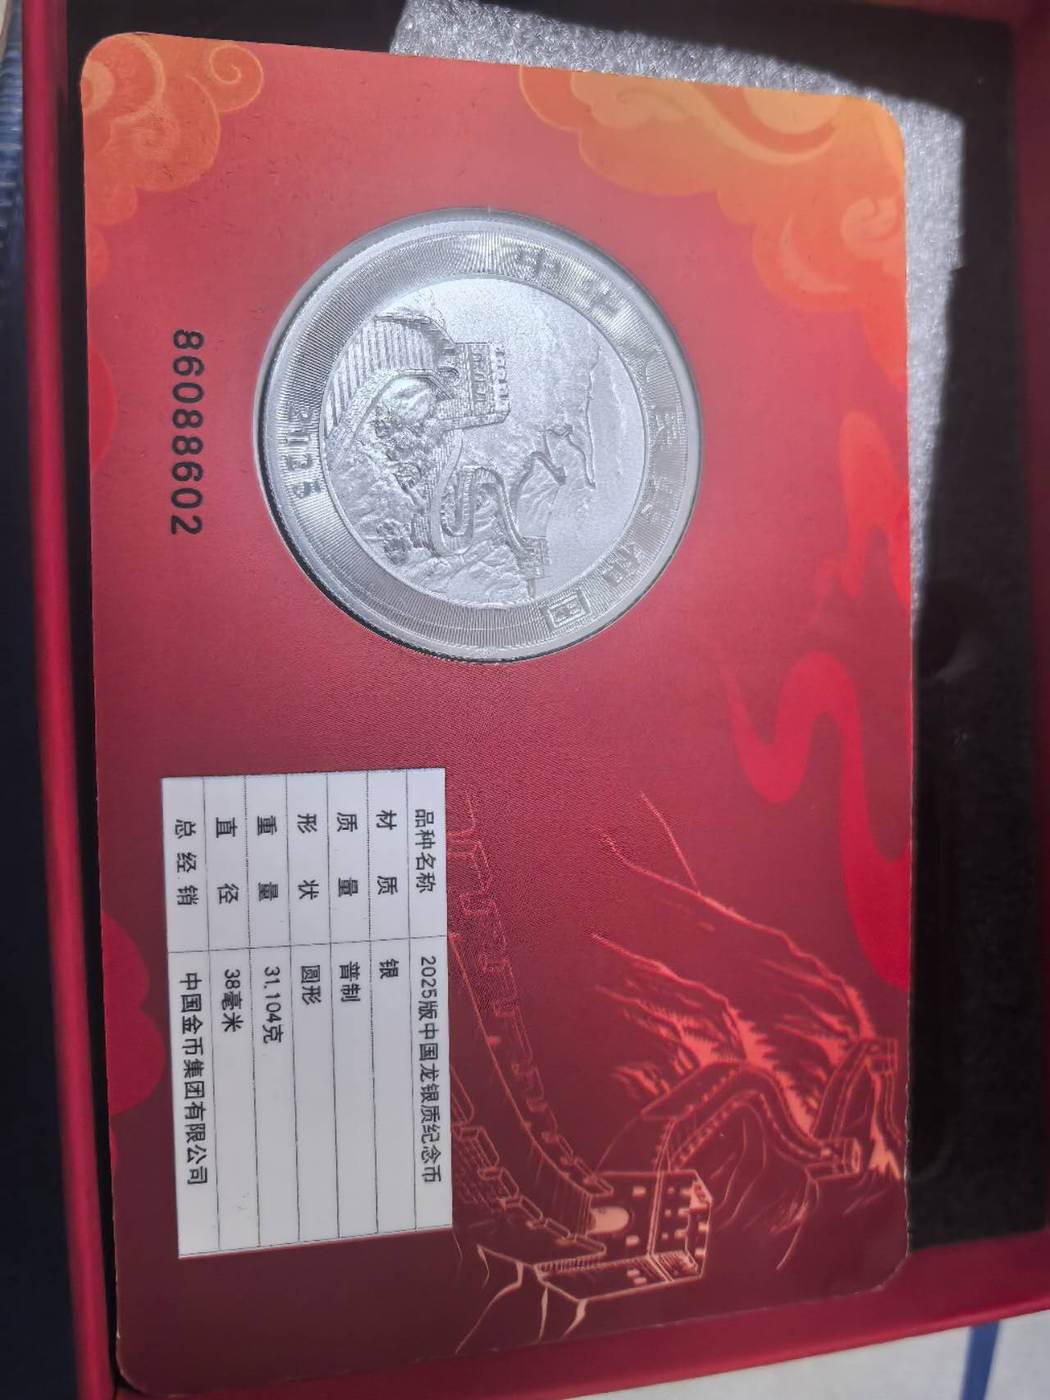 中华人民共和国
2025
86088602
品种名称 2025版中国龙银质纪念币
材质 银
质量 普制
形状 圆形
重量 31.104克
直径 38毫米
总经销 中国金币集团有限公司